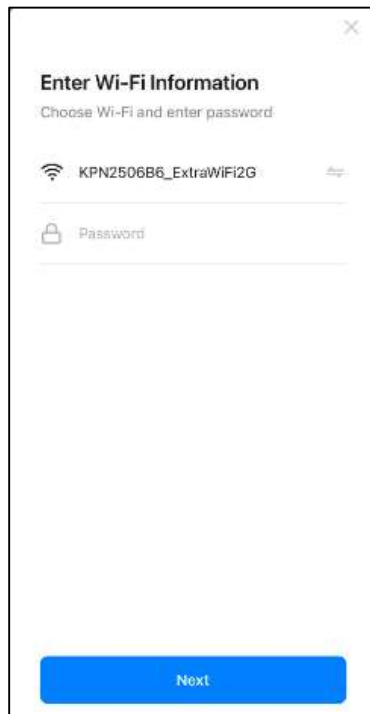 Enter Wi-Fi Information
Choose Wi-Fi and enter password
KPN2506B6_ExtraWiFi2G
Password
Next